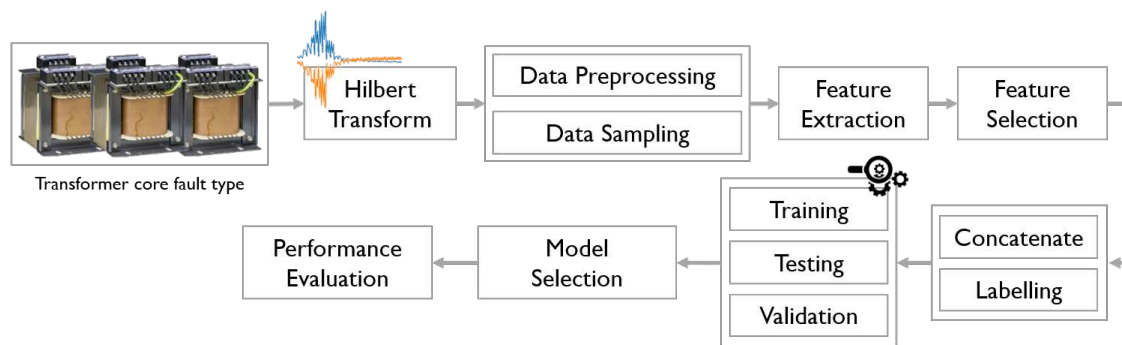 Hilbert
Transform
Data Preprocessing
Data Sampling
Feature
Extraction
Feature
Selection
Transformer core fault type
Training
Testing
Validation
Concatenate
Labelling
Model
Selection
Performance
Evaluation